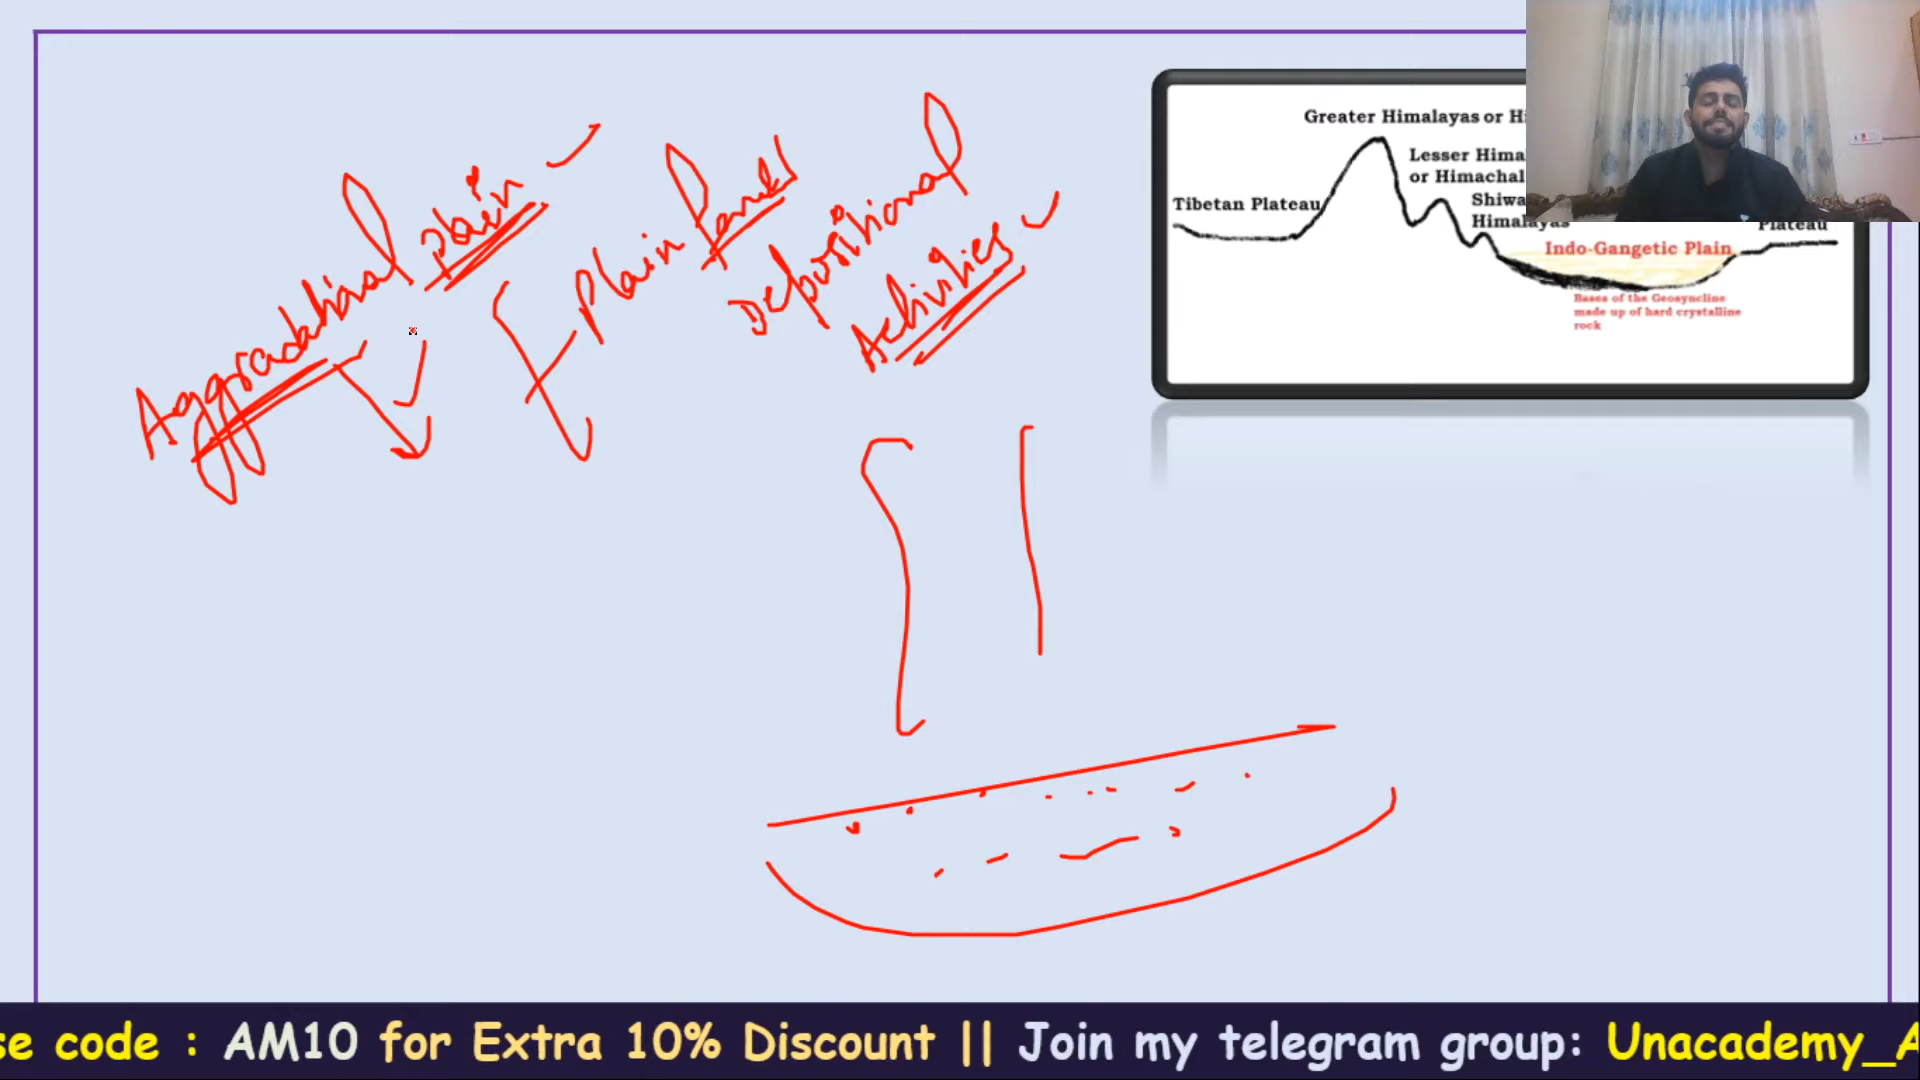 Aggradational plain
plain land
Depositional
Activities
Greater Himalayas or Hi
Lesser Hima
or Himachal
Shiwa
Himalayas
Tibetan Plateau
Plateau
Indo-Gangetic Plain
Bases of the Geosyncline
made up of hard crystalline
rock
se code : AM10 for Extra 10% Discount || Join my telegram group: Unacademy_A